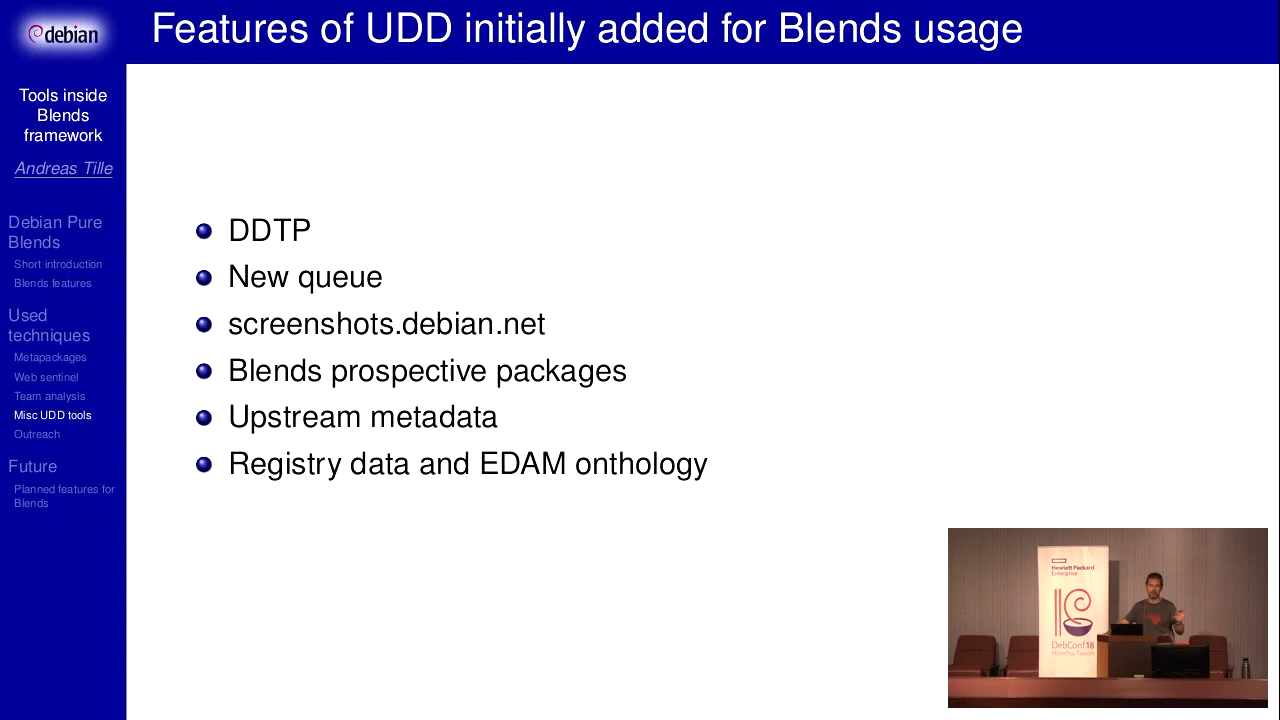 debian
Features of UDD initially added for Blends usage
Tools inside
Blends
framework
Andreas Tille
Debian Pure
Blends
Short introduction
Blends features
Used
techniques
Metapackages
Web sentinel
Team analysis
Misc UDD tools
Outreach
Future
Planned features for
Blends
DDTP
New queue
screenshots.debian.net
Blends prospective packages
Upstream metadata
Registry data and EDAM onthology
Hewlett Packard
Enterprise
DebConf18
Hsinchu, Taiwan